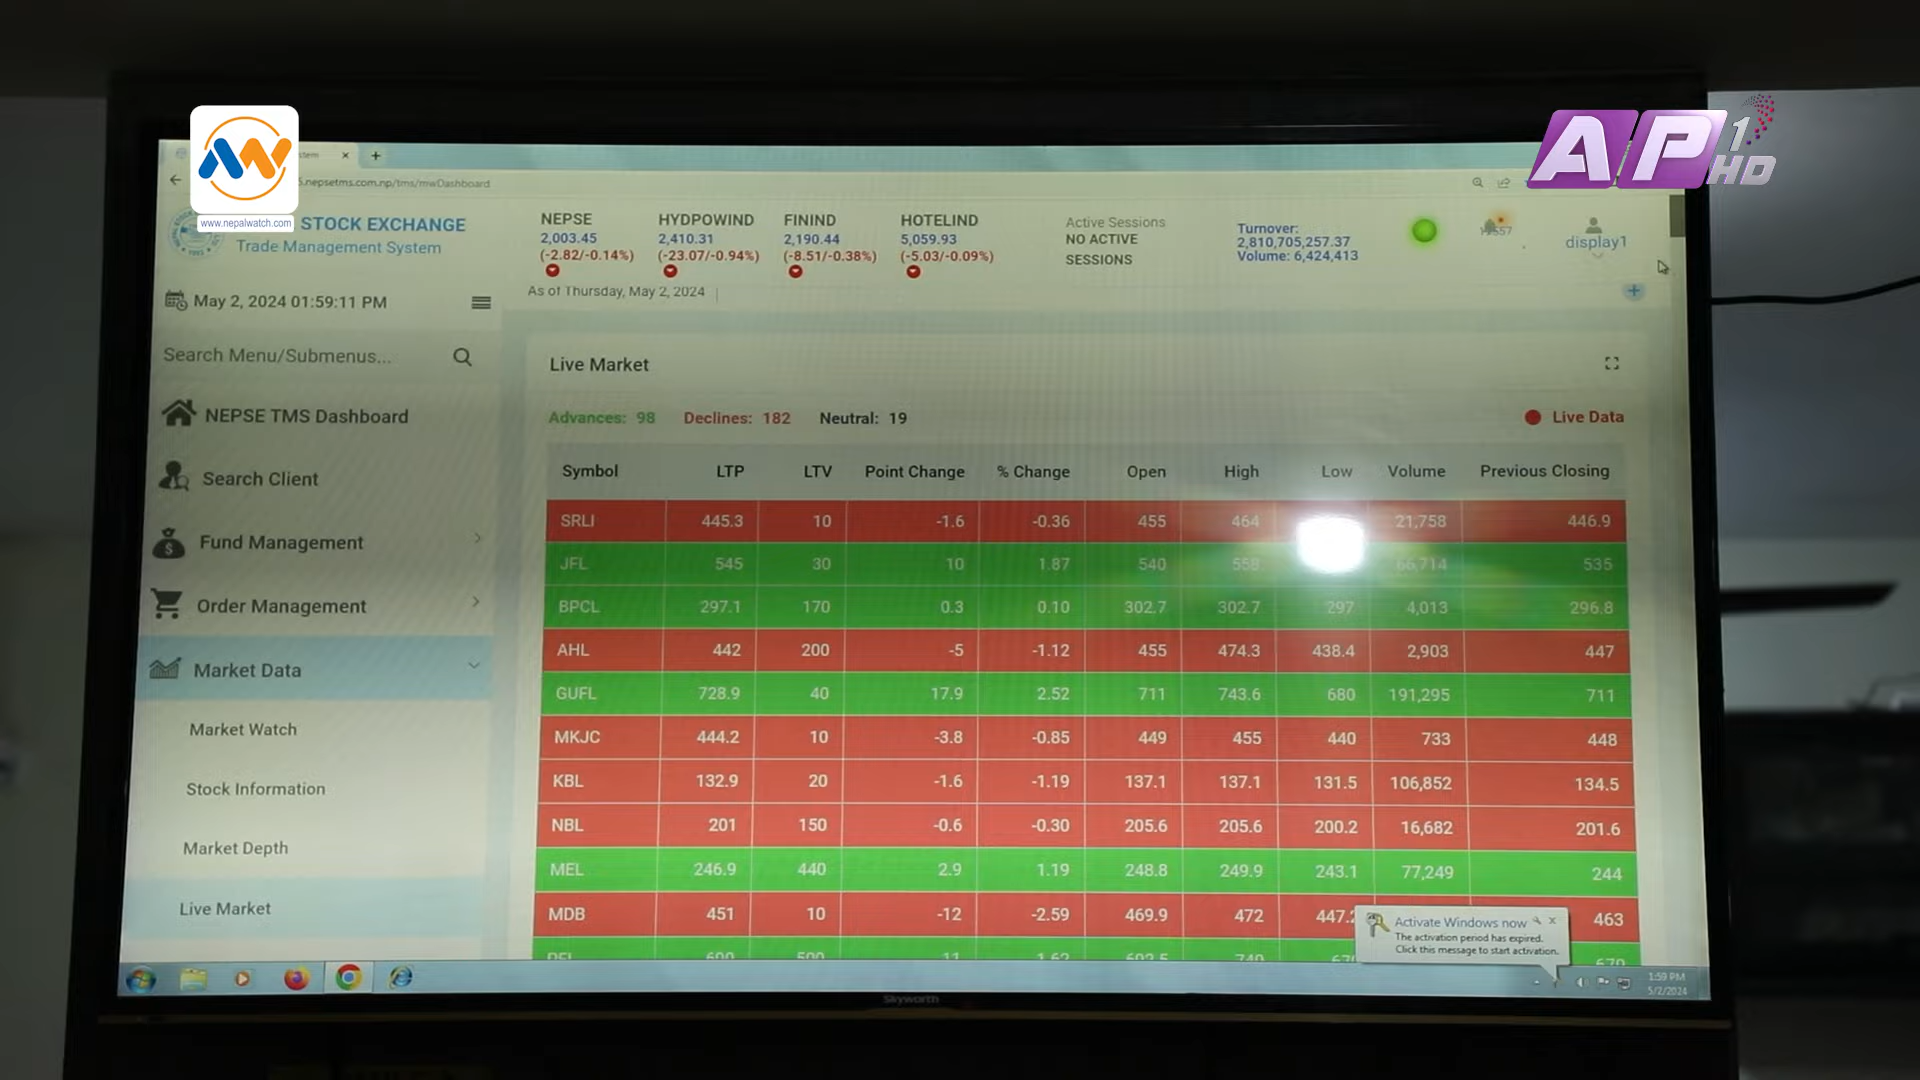 AP1 HD
www.nepalwatch.com
5.nepsetms.com.np/tms/mwDashboard
STOCK EXCHANGE
Trade Management System
NEPSE
2,003.45
(-2.82/-0.14%)
HYDPOWIND
2,410.31
(-23.07/-0.94%)
FININD
2,190.44
(-8.51/-0.38%)
HOTELIND
5,059.93
(-5.03/-0.09%)
Active Sessions
NO ACTIVE
SESSIONS
Turnover:
2,810,705,257.37
Volume: 6,424,413
display1
As of Thursday, May 2, 2024
May 2, 2024 01:59:11 PM
Search Menu/Submenus...
NEPSE TMS Dashboard
Search Client
Fund Management
Order Management
Market Data
Market Watch
Stock Information
Market Depth
Live Market
Live Market
Advances: 98 Declines: 182 Neutral: 19 Live Data
Symbol LTP LTV Point Change % Change Open High Low Volume Previous Closing
SRLI 445.3 10 -1.6 -0.36 455 464 21,758 446.9
JFL 545 30 10 1.87 540 558 66,714 535
BPCL 297.1 170 0.3 0.10 302.7 302.7 297 4,013 296.8
AHL 442 200 -5 -1.12 455 474.3 438.4 2,903 447
GUFL 728.9 40 17.9 2.52 711 743.6 680 191,295 711
MKJC 444.2 10 -3.8 -0.85 449 455 440 733 448
KBL 132.9 20 -1.6 -1.19 137.1 137.1 131.5 106,852 134.5
NBL 201 150 -0.6 -0.30 205.6 205.6 200.2 16,682 201.6
MEL 246.9 440 2.9 1.19 248.8 249.9 243.1 77,249 244
MDB 451 10 -12 -2.59 469.9 472 447.2 463
Activate Windows now
The activation period has expired.
Click this message to start activation.
1:59 PM
5/2/2024
Skyworth